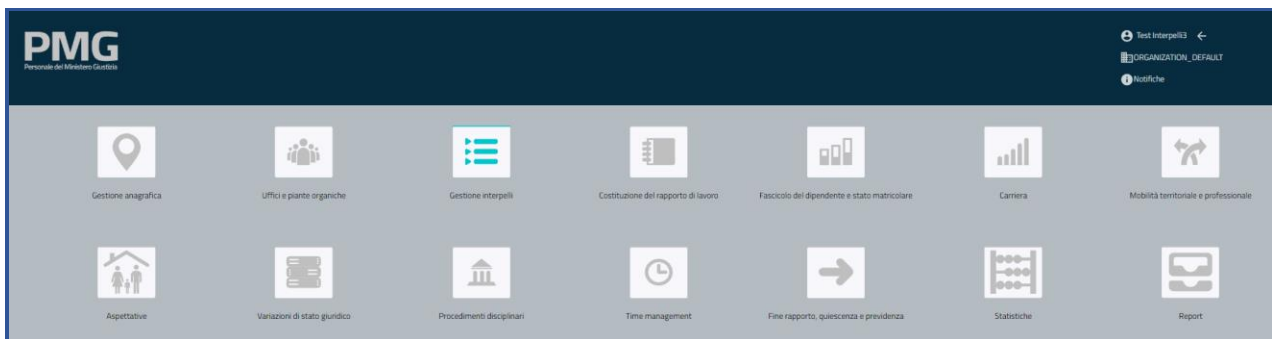 PMG
Personale del Ministero Giustizia
Test Interpelli3
ORGANIZATION_DEFAULT
Notifiche
Gestione anagrafica
Uffici e piante organiche
Gestione interpelli
Costituzione del rapporto di lavoro
Fascicolo del dipendente e stato matricolare
Carriera
Mobilità territoriale e professionale
Aspettative
Variazioni di stato giuridico
Procedimenti disciplinari
Time management
Fine rapporto, quiescenza e previdenza
Statistiche
Report